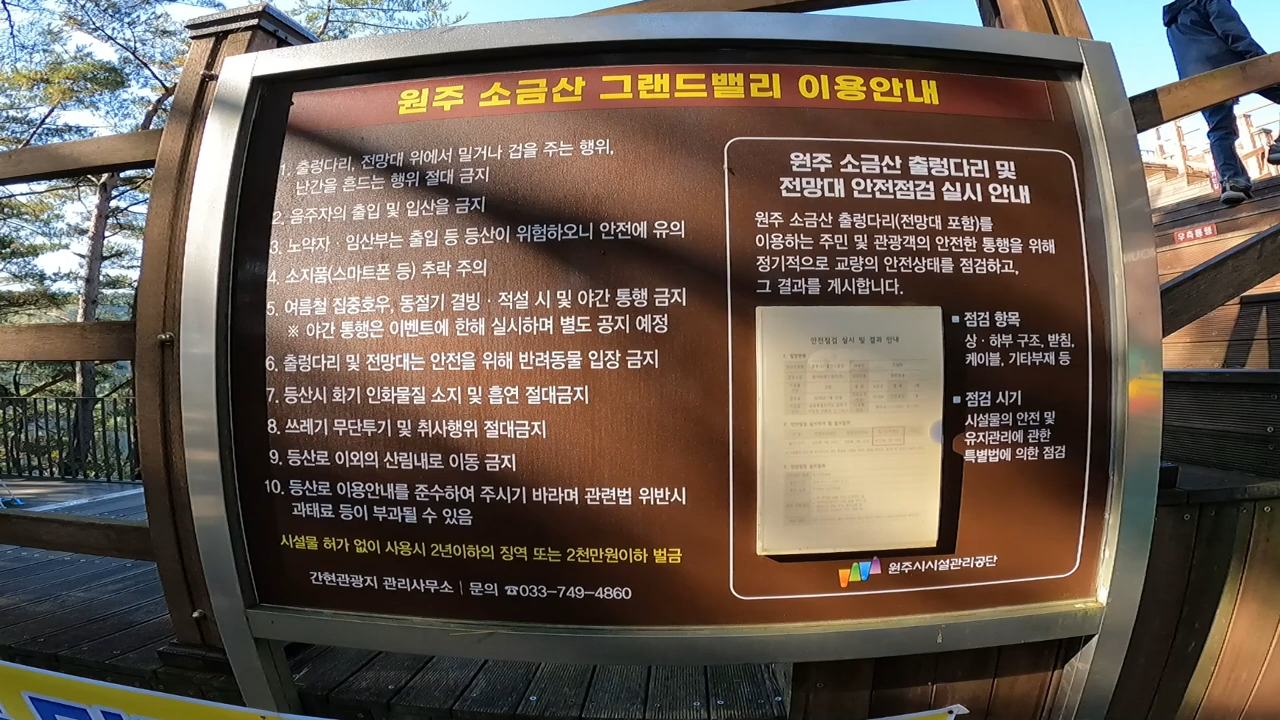 원주 소금산 그랜드밸리 이용안내
1. 출렁다리, 전망대 위에서 밀거나 겁을 주는 행위,
난간을 흔드는 행위 절대 금지
2. 음주자의 출입 및 입산을 금지
3. 노약자 · 임산부는 출입 등 등산이 위험하오니 안전에 유의
4. 소지품(스마트폰 등) 추락 주의
5. 여름철 집중호우, 동절기 결빙 · 적설 시 및 야간 통행 금지
※ 야간 통행은 이벤트에 한해 실시하며 별도 공지 예정
6. 출렁다리 및 전망대는 안전을 위해 반려동물 입장 금지
7. 등산시 화기 인화물질 소지 및 흡연 절대금지
8. 쓰레기 무단투기 및 취사행위 절대금지
9. 등산로 이외의 산림내로 이동 금지
10. 등산로 이용안내를 준수하여 주시기 바라며 관련법 위반시
과태료 등이 부과될 수 있음
시설물 허가 없이 사용시 2년이하의 징역 또는 2천만원이하 벌금
간현관광지 관리사무소 | 문의 ☎033-749-4860
원주 소금산 출렁다리 및
전망대 안전점검 실시 안내
원주 소금산 출렁다리(전망대 포함)를
이용하는 주민 및 관광객의 안전한 통행을 위해
정기적으로 교량의 안전상태를 점검하고,
그 결과를 게시합니다.
안전점검 실시 및 결과 안내
■ 점검 항목
상 · 하부 구조, 받침,
케이블, 기타부재 등
■ 점검 시기
시설물의 안전 및
유지관리에 관한
특별법에 의한 점검
원주시시설관리공단
우측통행